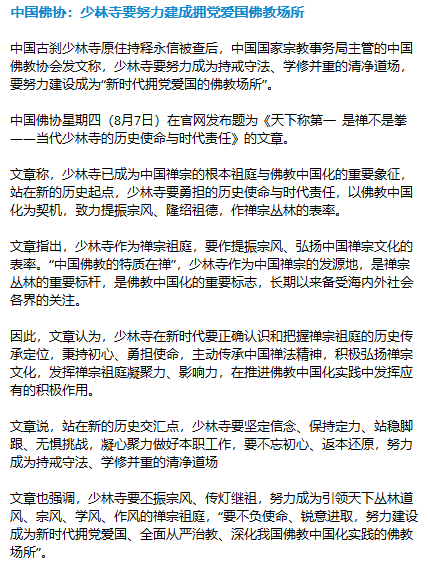 中国佛协：少林寺要努力建成拥党爱国佛教场所
中国古刹少林寺原住持释永信被查后，中国国家宗教事务局主管的中国
佛教协会发文称，少林寺要努力成为持戒守法、学修并重的清净道场，
要努力建设成为“新时代拥党爱国的佛教场所”。
中国佛协星期四（8月7日）在官网发布题为《天下称第一 是禅不是拳
——当代少林寺的历史使命与时代责任》的文章。
文章称，少林寺已成为中国禅宗的根本祖庭与佛教中国化的重要象征，
站在新的历史起点，少林寺要勇担的历史使命与时代责任，以佛教中国
化为契机，致力提振宗风、隆绍祖德，作禅宗丛林的表率。
文章指出，少林寺作为禅宗祖庭，要作提振宗风、弘扬中国禅宗文化的
表率。“中国佛教的特质在禅”，少林寺作为中国禅宗的发源地，是禅宗
丛林的重要标杆，是佛教中国化的重要标志，长期以来备受海内外社会
各界的关注。
因此，文章认为，少林寺在新时代要正确认识和把握禅宗祖庭的历史传
承定位，秉持初心、勇担使命，主动传承中国禅法精神，积极弘扬禅宗
文化，发挥禅宗祖庭凝聚力、影响力，在推进佛教中国化实践中发挥应
有的积极作用。
文章说，站在新的历史交汇点，少林寺要坚定信念、保持定力、站稳脚
跟、无惧挑战，凝心聚力做好本职工作，要不忘初心、返本还原，努力
成为持戒守法、学修并重的清净道场
文章也强调，少林寺要丕振宗风、传灯继祖，努力成为引领天下丛林道
风、宗风、学风、作风的禅宗祖庭，“要不负使命、锐意进取，努力建设
成为新时代拥党爱国、全面从严治教、深化我国佛教中国化实践的佛教
场所”。